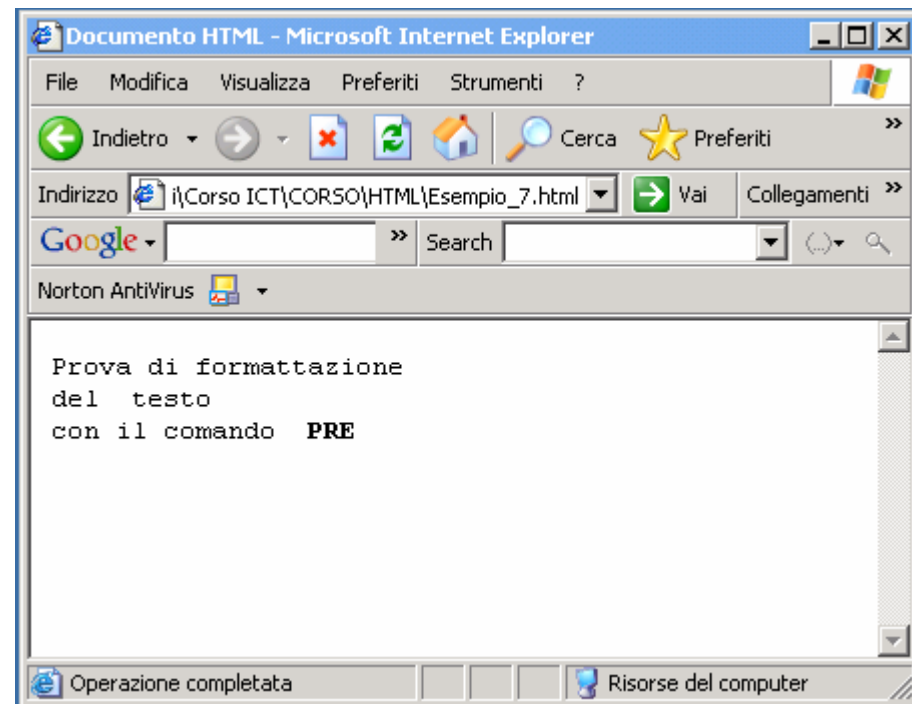 Documento HTML - Microsoft Internet Explorer
File Modifica Visualizza Preferiti Strumenti ?
Indietro Cerca Preferiti »
Indirizzo i\Corso ICT\CORSO\HTML\Esempio_7.html Vai Collegamenti »
Google » Search (...)
Norton AntiVirus
Prova di formattazione
del  testo
con il comando  PRE
Operazione completata Risorse del computer